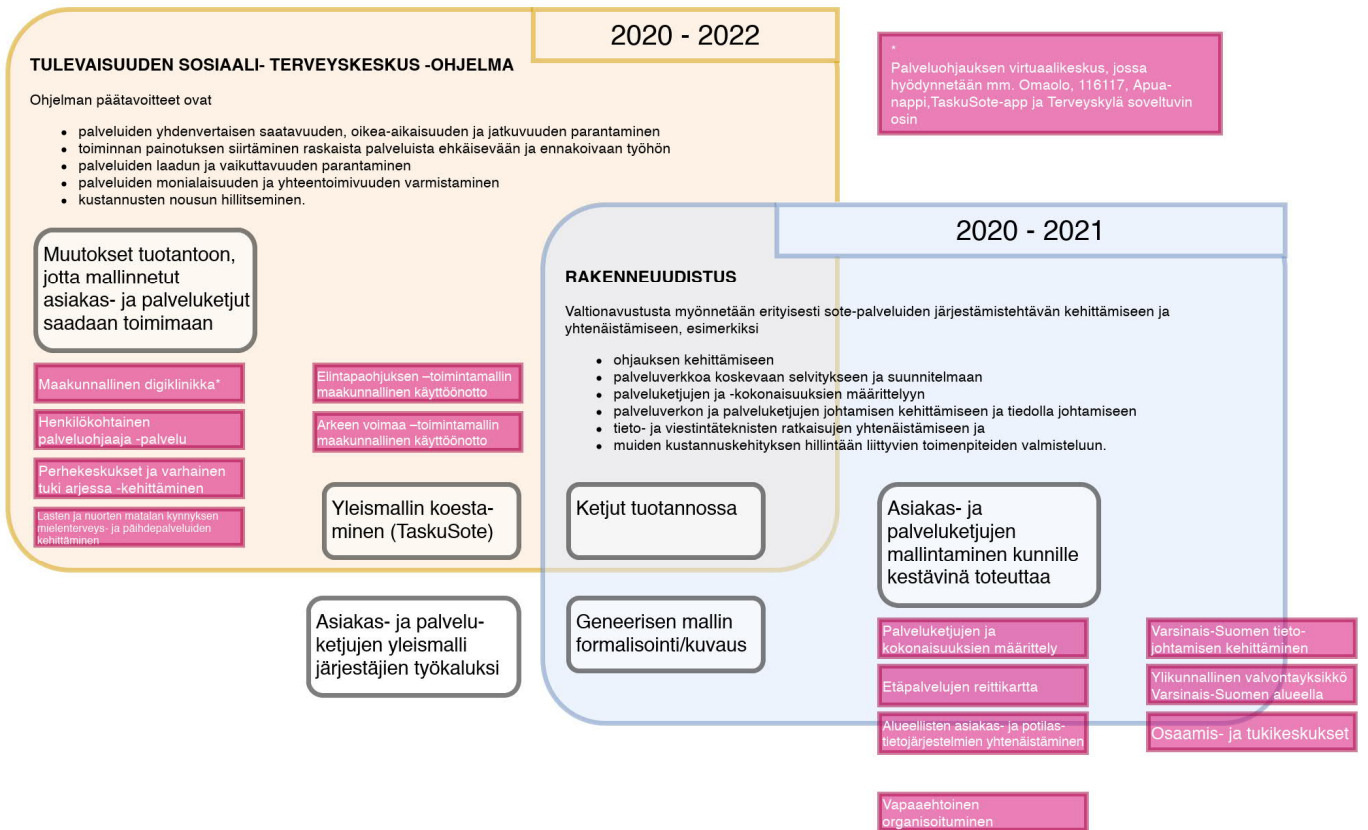 2020 - 2022
TULEVAISUUDEN SOSIAALI- TERVEYSKESKUS -OHJELMA
Ohjelman päätavoitteet ovat
• palveluiden yhdenvertaisen saatavuuden, oikea-aikaisuuden ja jatkuvuuden parantaminen
• toiminnan painotuksen siirtäminen raskaista palveluista ehkäisevään ja ennakoivaan työhön
• palveluiden laadun ja vaikuttavuuden parantaminen
• palveluiden monialaisuuden ja yhteentoimivuuden varmistaminen
• kustannusten nousun hillitseminen.
*
Palveluohjauksen virtuaalikeskus, jossa
hyödynnetään mm. Omaolo, 116117, Apua-
nappi,TaskuSote-app ja Terveyskylä soveltuvin
osin
Muutokset tuotantoon,
jotta mallinnetut
asiakas- ja palveluketjut
saadaan toimimaan
Maakunnallinen digiklinikka*
Henkilökohtainen
palveluohjaaja -palvelu
Perhekeskukset ja varhainen
tuki arjessa -kehittäminen
Lasten ja nuorten matalan kynnyksen
mielenterveys- ja päihdepalveluiden
kehittäminen
Elintapaohjuksen –toimintamallin
maakunnallinen käyttöönotto
Arkeen voimaa –toimintamallin
maakunnallinen käyttöönotto
Yleismallin koesta-
minen (TaskuSote)
2020 - 2021
RAKENNEUUDISTUS
Valtionavustusta myönnetään erityisesti sote-palveluiden järjestämistehtävän kehittämiseen ja
yhtenäistämiseen, esimerkiksi
• ohjauksen kehittämiseen
• palveluverkkoa koskevaan selvitykseen ja suunnitelmaan
• palveluketjujen ja -kokonaisuuksien määrittelyyn
• palveluverkon ja palveluketjujen johtamisen kehittämiseen ja tiedolla johtamiseen
• tieto- ja viestintäteknisten ratkaisujen yhtenäistämiseen ja
• muiden kustannuskehityksen hillintään liittyvien toimenpiteiden valmisteluun.
Ketjut tuotannossa
Asiakas- ja
palveluketjujen
mallintaminen kunnille
kestävinä toteuttaa
Asiakas- ja palvelu-
ketjujen yleismalli
järjestäjien työkaluksi
Geneerisen mallin
formalisointi/kuvaus
Palveluketjujen ja
kokonaisuuksien määrittely
Etäpalvelujen reittikartta
Alueellisten asiakas- ja potilas-
tietojärjestelmien yhtenäistäminen
Vapaaehtoinen
organisoituminen
Varsinais-Suomen tieto-
johtamisen kehittäminen
Ylikunnallinen valvontayksikkö
Varsinais-Suomen alueella
Osaamis- ja tukikeskukset